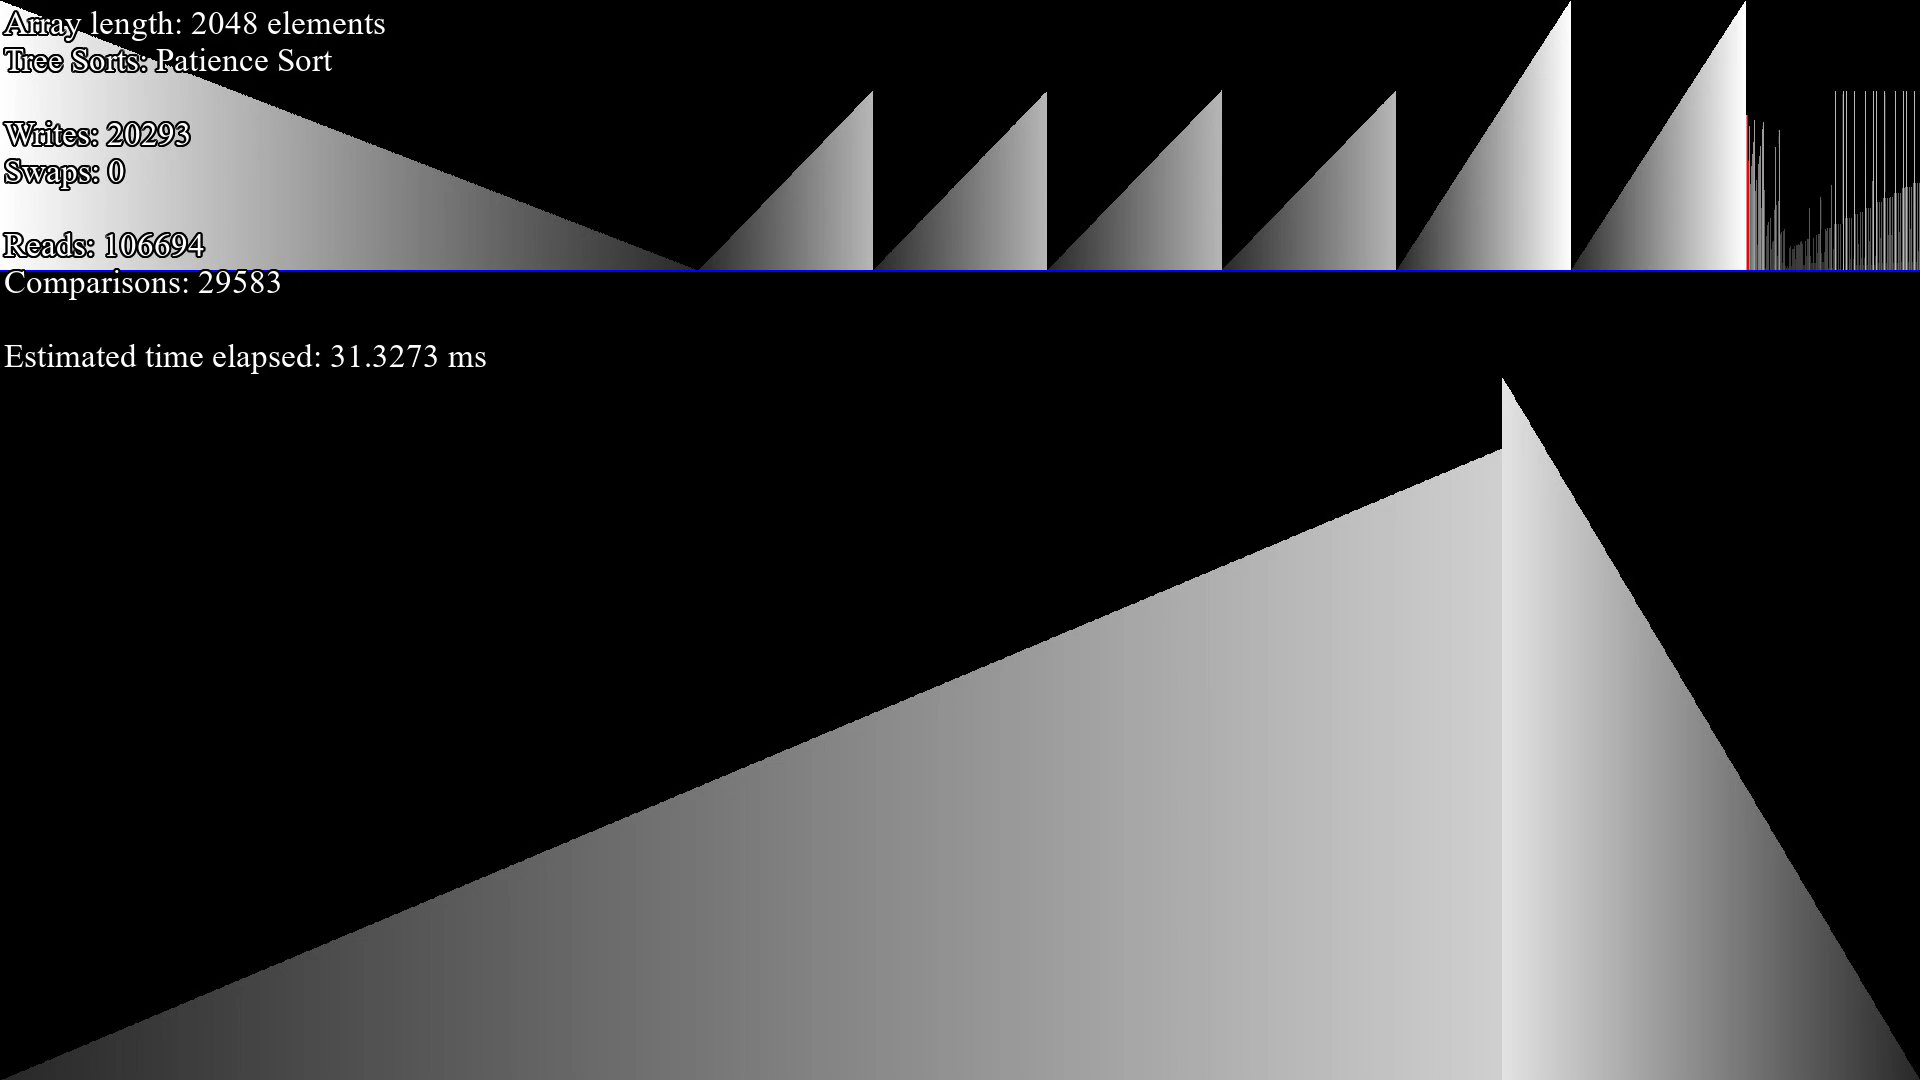 Array length: 2048 elements
Tree Sorts: Patience Sort
Writes: 20293
Swaps: 0
Reads: 106694
Comparisons: 29583
Estimated time elapsed: 31.3273 ms